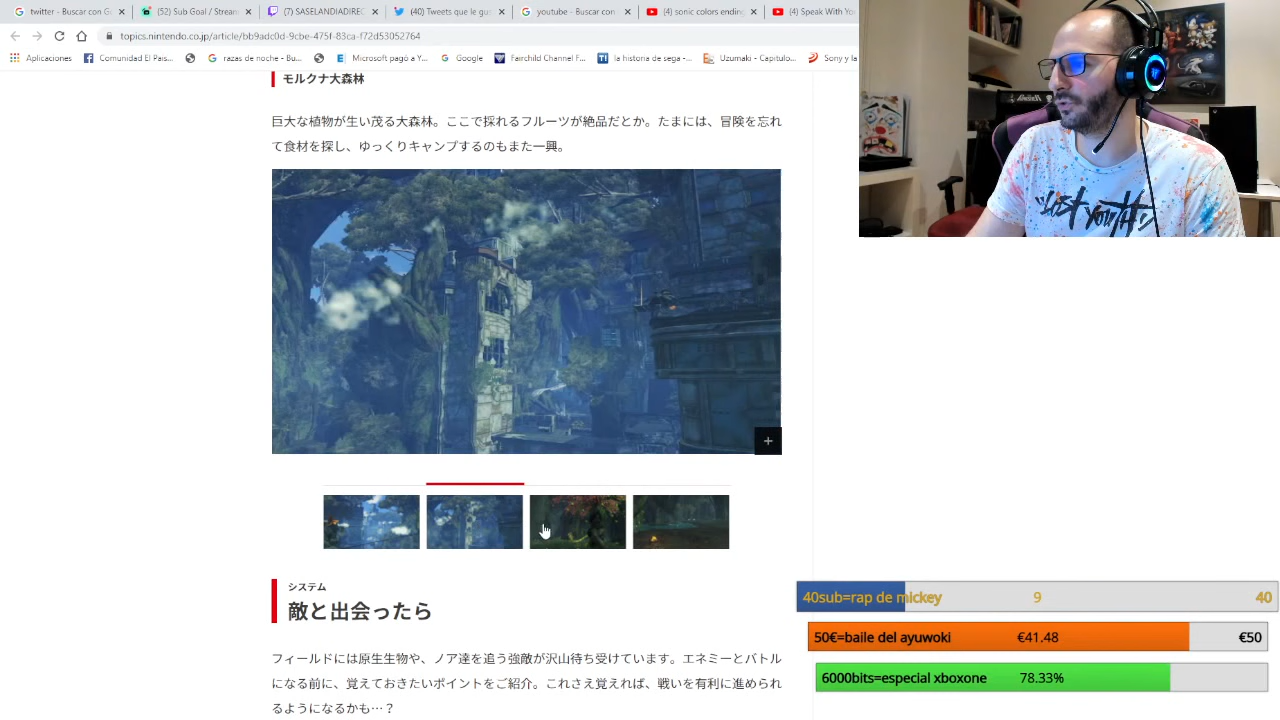 twitter - Buscar con Go
(52) Sub Goal / Stream
(7) SASELANDIADIREC
(40) Tweets que le gus
youtube - Buscar con
(4) sonic colors ending
(4) Speak With You
topics.nintendo.co.jp/article/bb9adc0d-9cbe-475f-83ca-f72d53052764
Aplicaciones
Comunidad El Pais...
razas de noche - Bu...
Microsoft pagó a Y...
Google
Fairchild Channel F...
la historia de sega -...
Uzumaki - Capitulo...
Sony y la
モルクナ大森林
巨大な植物が生い茂る大森林。ここで採れるフルーツが絶品だとか。たまには、冒険を忘れ
て食材を探し、ゆっくりキャンプするのもまた一興。
LOST YOUTH
システム
敵と出会ったら
フィールドには原生生物や、ノア達を追う強敵が沢山待ち受けています。エネミーとバトル
になる前に、覚えておきたいポイントをご紹介。これさえ覚えれば、戦いを有利に進められ
るようになるかも…？
40sub=rap de mickey 9 40
50€=baile del ayuwoki €41.48 €50
6000bits=especial xboxone 78.33%